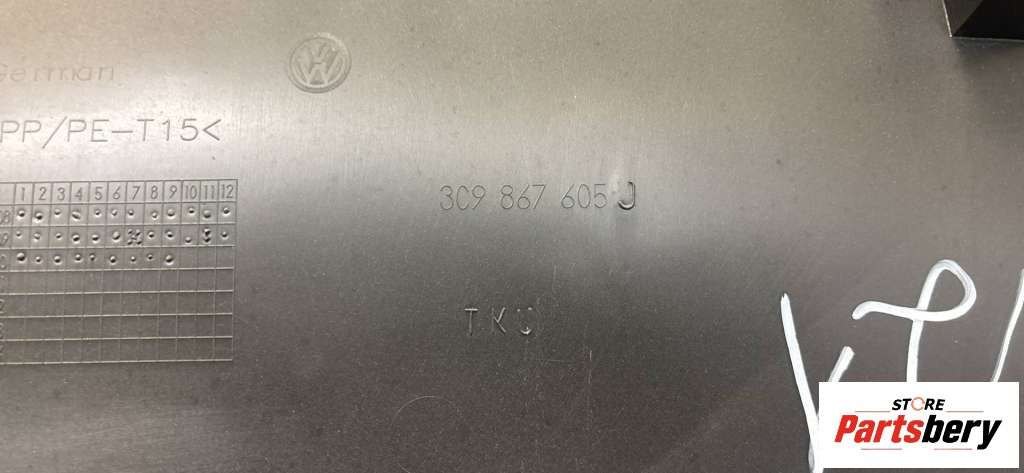 German
PP/PE-T15<
1 2 3 4 5 6 7 8 9 10 11 12
08
3C9 867 605 J
TKU
STORE
Partsbery